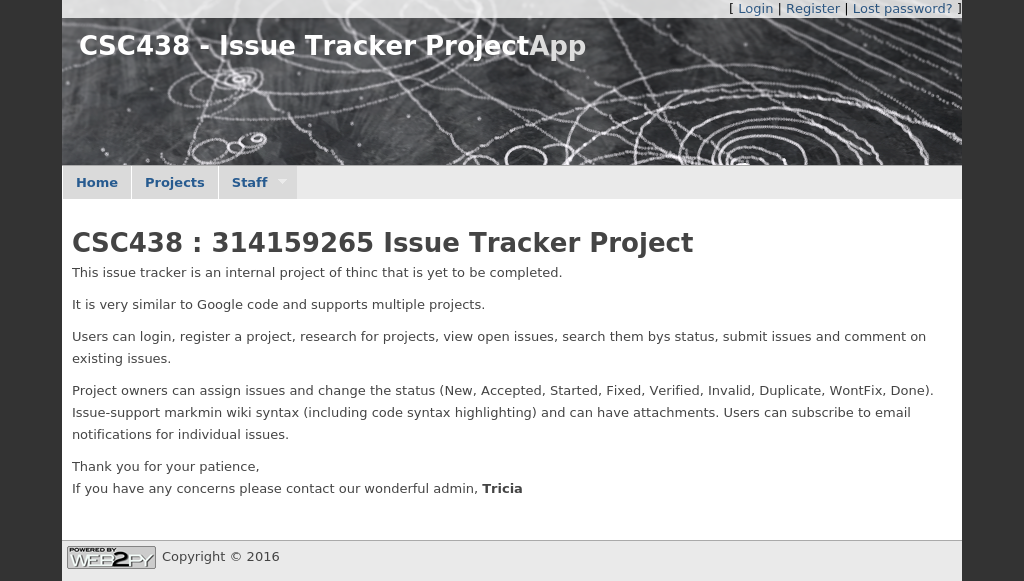 [ Login | Register | Lost password? ]
CSC438 - Issue Tracker ProjectApp
Home Projects Staff
CSC438 : 314159265 Issue Tracker Project
This issue tracker is an internal project of thinc that is yet to be completed.
It is very similar to Google code and supports multiple projects.
Users can login, register a project, research for projects, view open issues, search them bys status, submit issues and comment on
existing issues.
Project owners can assign issues and change the status (New, Accepted, Started, Fixed, Verified, Invalid, Duplicate, WontFix, Done).
Issue-support markmin wiki syntax (including code syntax highlighting) and can have attachments. Users can subscribe to email
notifications for individual issues.
Thank you for your patience,
If you have any concerns please contact our wonderful admin, Tricia
POWERED BY
WEB2PY Copyright © 2016